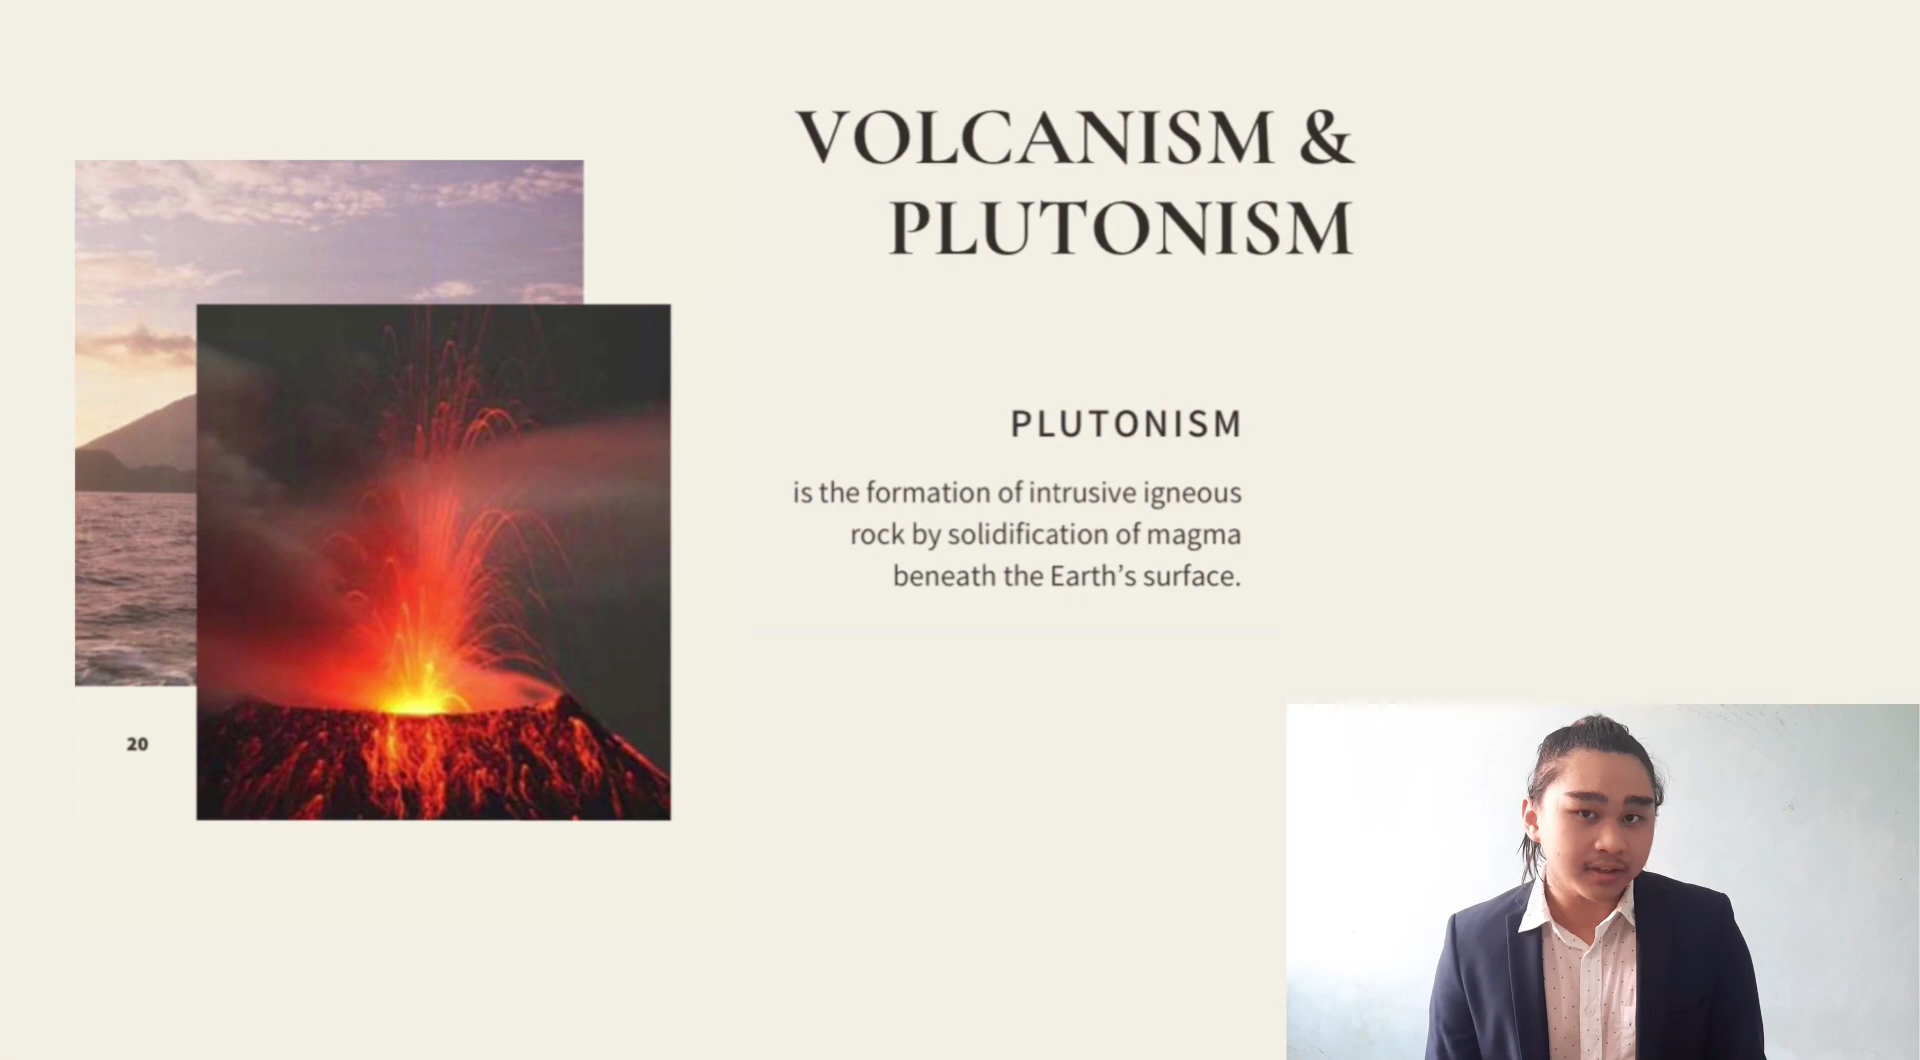 VOLCANISM &
PLUTONISM
PLUTONISM
is the formation of intrusive igneous
rock by solidification of magma
beneath the Earth’s surface.
20